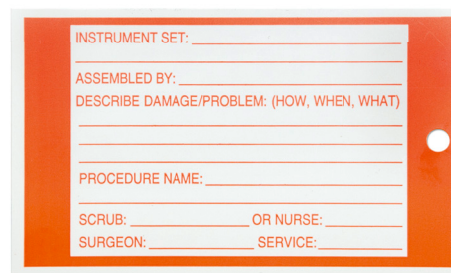 INSTRUMENT SET:
ASSEMBLED BY:
DESCRIBE DAMAGE/PROBLEM: (HOW, WHEN, WHAT)
PROCEDURE NAME:
SCRUB: OR NURSE:
SURGEON: SERVICE: